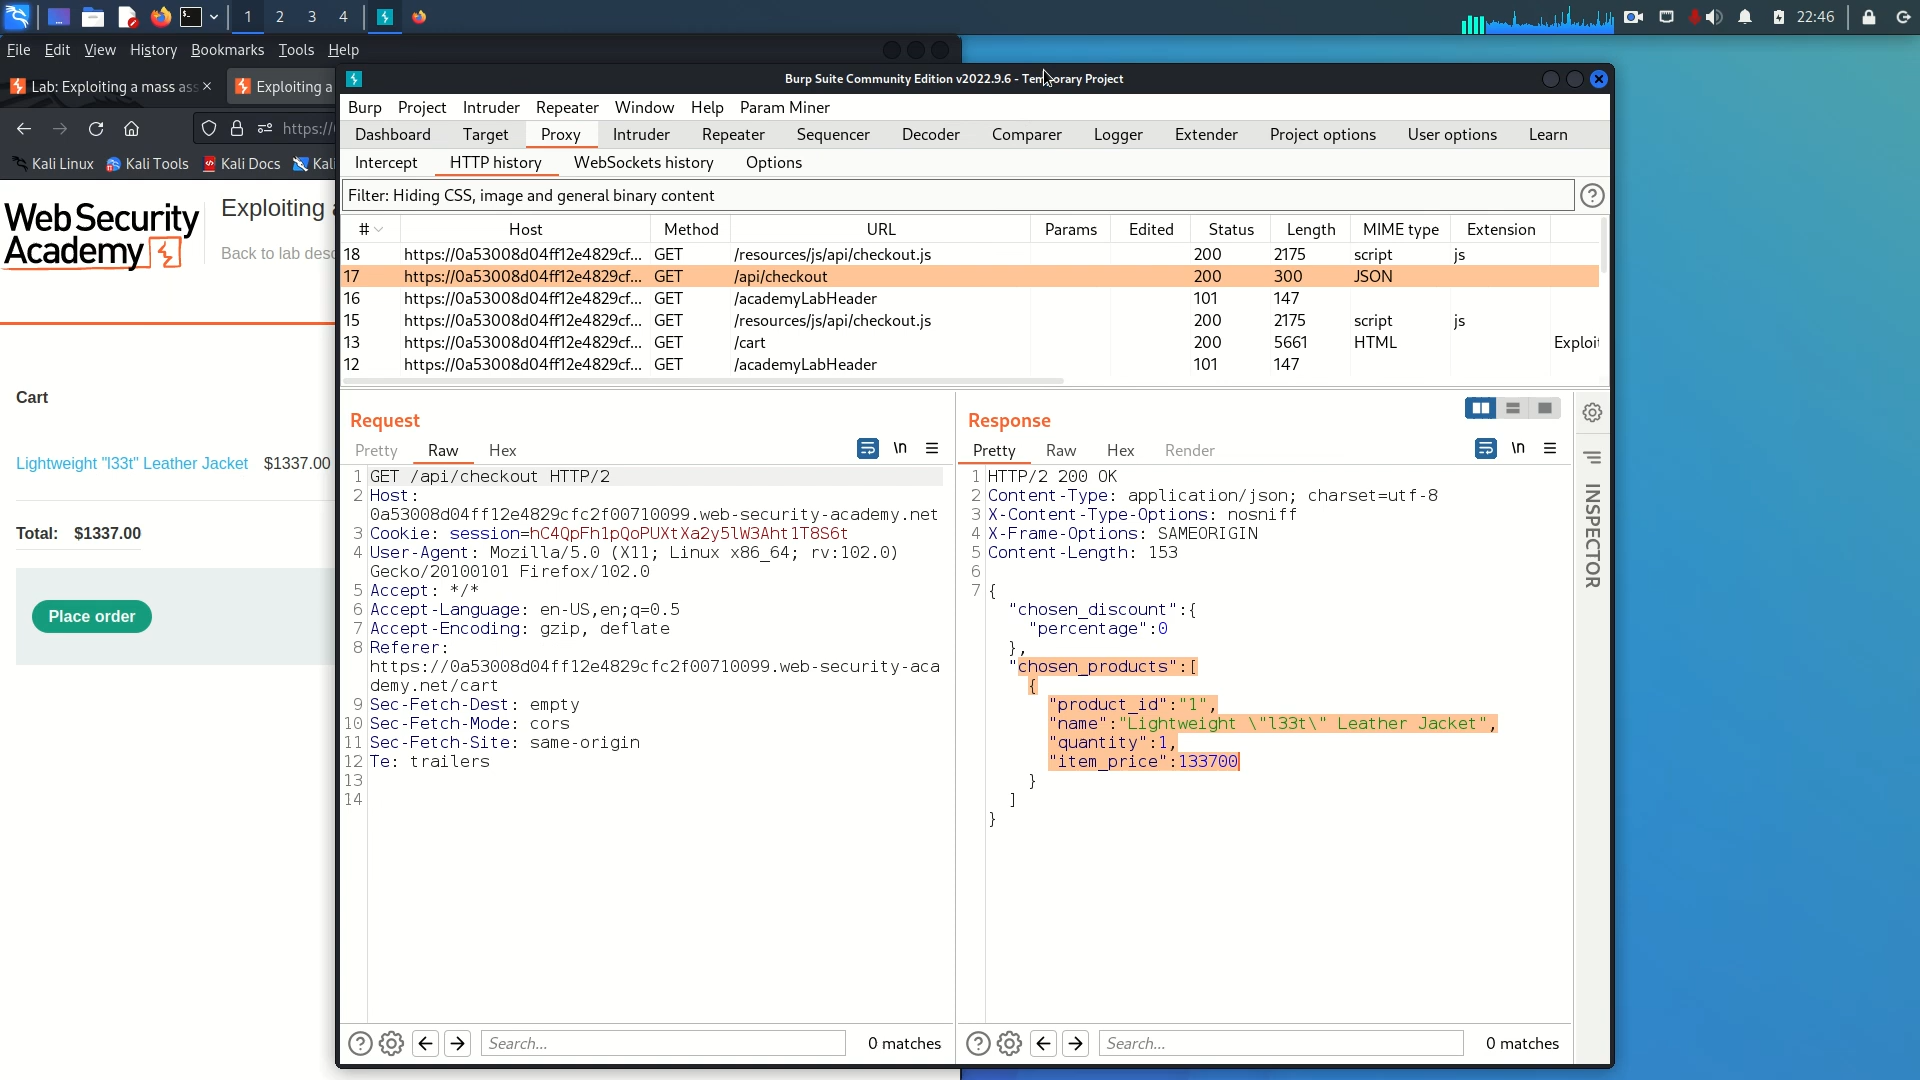 1 2 3 4
22:46
File Edit View History Bookmarks Tools Help
Lab: Exploiting a mass ass
Exploiting a
https://
Kali Linux Kali Tools Kali Docs Kal
Web Security
Academy
Exploiting a
Back to lab desc
Cart
Lightweight "l33t" Leather Jacket $1337.00
Total: $1337.00
Place order
Burp Suite Community Edition v2022.9.6 - Temporary Project
Burp Project Intruder Repeater Window Help Param Miner
Dashboard Target Proxy Intruder Repeater Sequencer Decoder Comparer Logger Extender Project options User options Learn
Intercept HTTP history WebSockets history Options
Filter: Hiding CSS, image and general binary content
# Host Method URL Params Edited Status Length MIME type Extension
18 https://0a53008d04ff12e4829cf... GET /resources/js/api/checkout.js 200 2175 script js
17 https://0a53008d04ff12e4829cf... GET /api/checkout 200 300 JSON
16 https://0a53008d04ff12e4829cf... GET /academyLabHeader 101 147
15 https://0a53008d04ff12e4829cf... GET /resources/js/api/checkout.js 200 2175 script js
13 https://0a53008d04ff12e4829cf... GET /cart 200 5661 HTML Exploit
12 https://0a53008d04ff12e4829cf... GET /academyLabHeader 101 147
Request
Pretty Raw Hex
\n
1 GET /api/checkout HTTP/2
2 Host:
0a53008d04ff12e4829cfc2f00710099.web-security-academy.net
3 Cookie: session=hC4QpFh1pQoPUXtXa2y5lW3Aht1T8S6t
4 User-Agent: Mozilla/5.0 (X11; Linux x86_64; rv:102.0)
Gecko/20100101 Firefox/102.0
5 Accept: */*
6 Accept-Language: en-US,en;q=0.5
7 Accept-Encoding: gzip, deflate
8 Referer:
https://0a53008d04ff12e4829cfc2f00710099.web-security-aca
demy.net/cart
9 Sec-Fetch-Dest: empty
10 Sec-Fetch-Mode: cors
11 Sec-Fetch-Site: same-origin
12 Te: trailers
13
14
Search... 0 matches
Response
Pretty Raw Hex Render
\n
1 HTTP/2 200 OK
2 Content-Type: application/json; charset=utf-8
3 X-Content-Type-Options: nosniff
4 X-Frame-Options: SAMEORIGIN
5 Content-Length: 153
6
7 {
"chosen_discount":{
"percentage":0
},
"chosen_products":[
{
"product_id":"1",
"name":"Lightweight \"l33t\" Leather Jacket",
"quantity":1,
"item_price":133700
}
]
}
Search... 0 matches
INSPECTOR